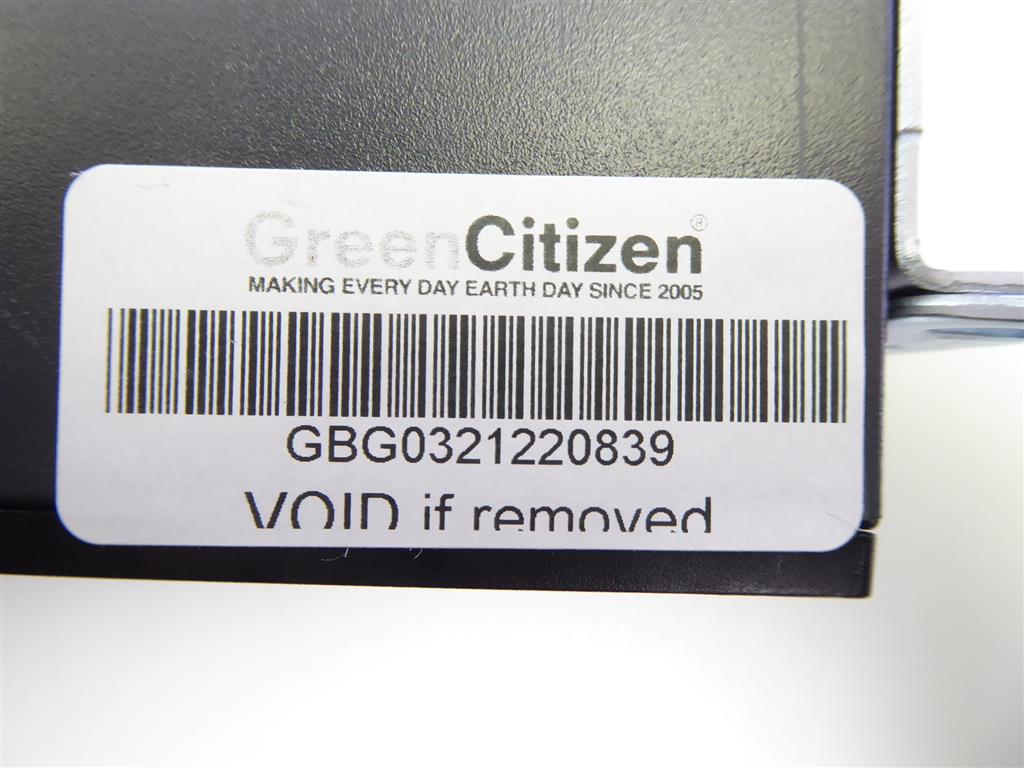 GreenCitizen®
MAKING EVERY DAY EARTH DAY SINCE 2005
GBG0321220839
VOID if removed